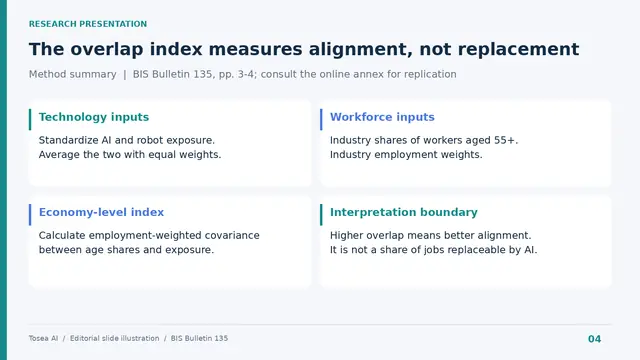 RESEARCH PRESENTATION
The overlap index measures alignment, not replacement
Method summary | BIS Bulletin 135, pp. 3-4; consult the online annex for replication
Technology inputs
Standardize AI and robot exposure.
Average the two with equal weights.
Workforce inputs
Industry shares of workers aged 55+.
Industry employment weights.
Economy-level index
Calculate employment-weighted covariance
between age shares and exposure.
Interpretation boundary
Higher overlap means better alignment.
It is not a share of jobs replaceable by AI.
Tosea AI / Editorial slide illustration / BIS Bulletin 135
04